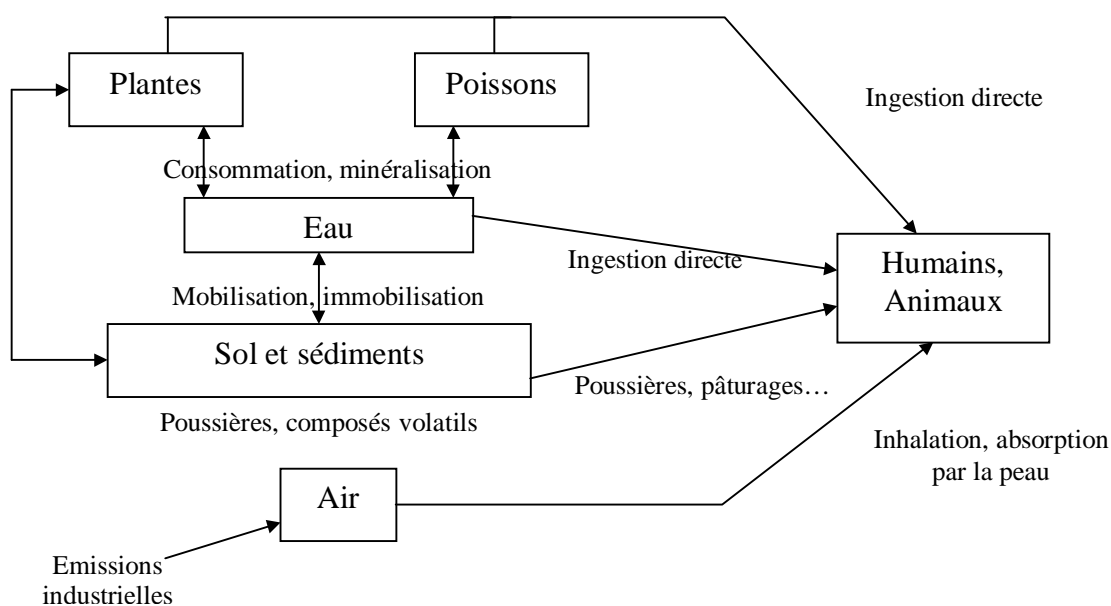 Plantes
Poissons
Ingestion directe
Consommation, minéralisation
Eau
Ingestion directe
Humains,
Animaux
Mobilisation, immobilisation
Sol et sédiments
Poussières, pâturages…
Poussières, composés volatils
Inhalation, absorption
par la peau
Air
Emissions
industrielles